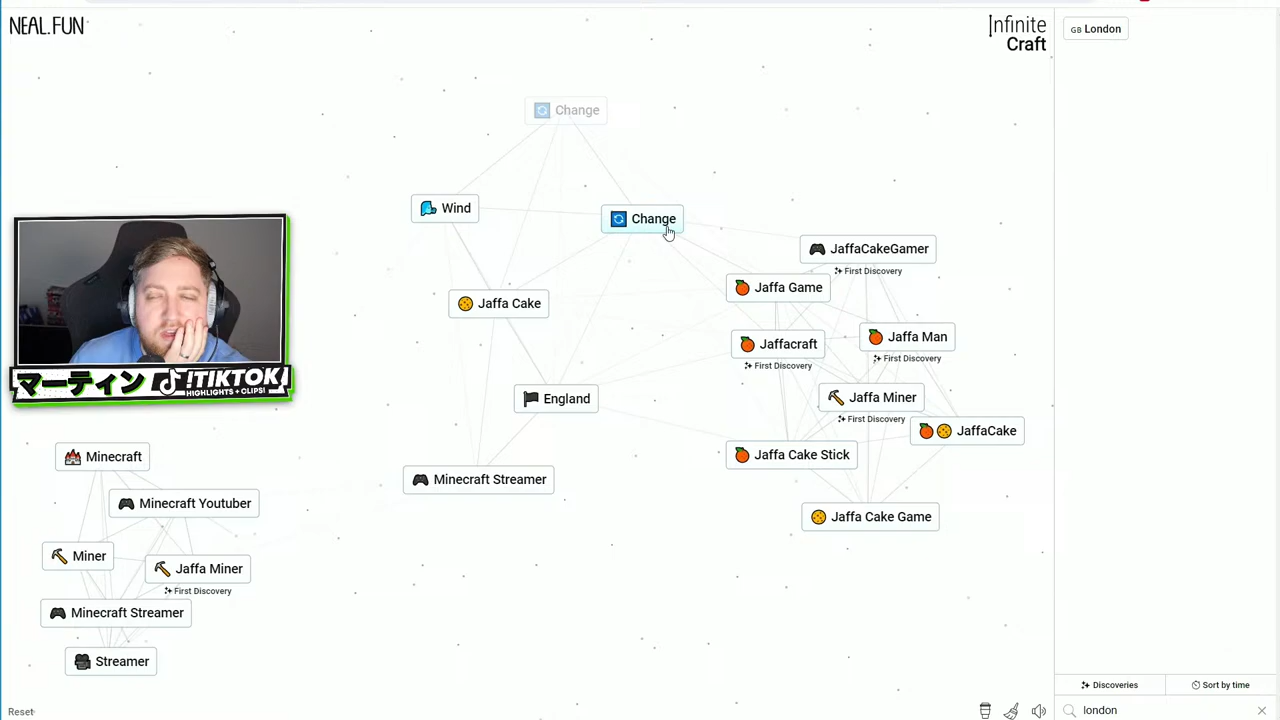 NEAL.FUN
Infinite
Craft
GB London
Change
Wind
Change
JaffaCakeGamer
First Discovery
Jaffa Game
Jaffa Cake
Jaffacraft
First Discovery
Jaffa Man
First Discovery
England
Jaffa Miner
First Discovery
JaffaCake
Jaffa Cake Stick
Minecraft Streamer
Jaffa Cake Game
マーティン
!TIKTOK
HIGHLIGHTS + CLIPS!
Minecraft
Minecraft Youtuber
Miner
Jaffa Miner
First Discovery
Minecraft Streamer
Streamer
Discoveries
Sort by time
Reset
london